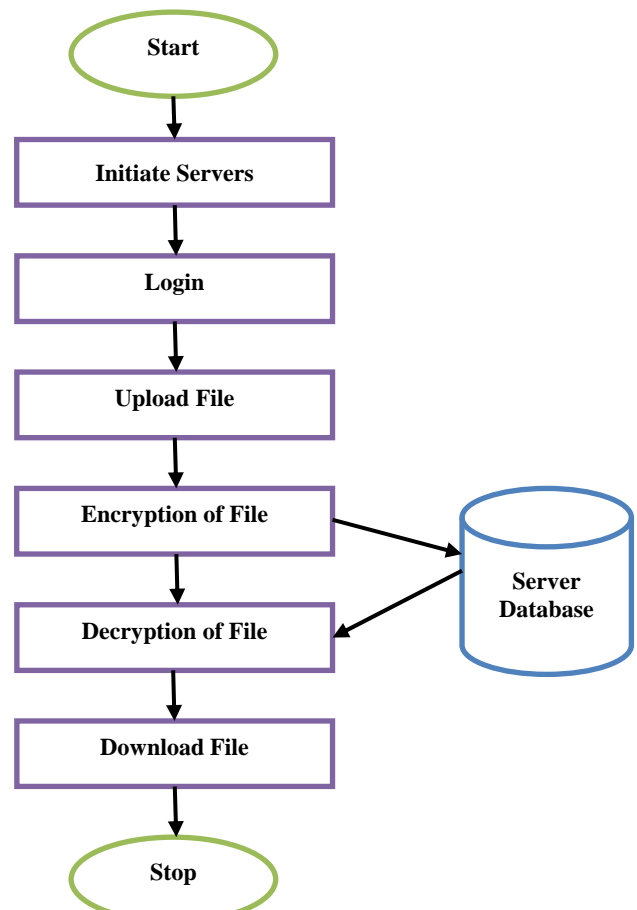 Start
Initiate Servers
Login
Upload File
Encryption of File
Server
Database
Decryption of File
Download File
Stop